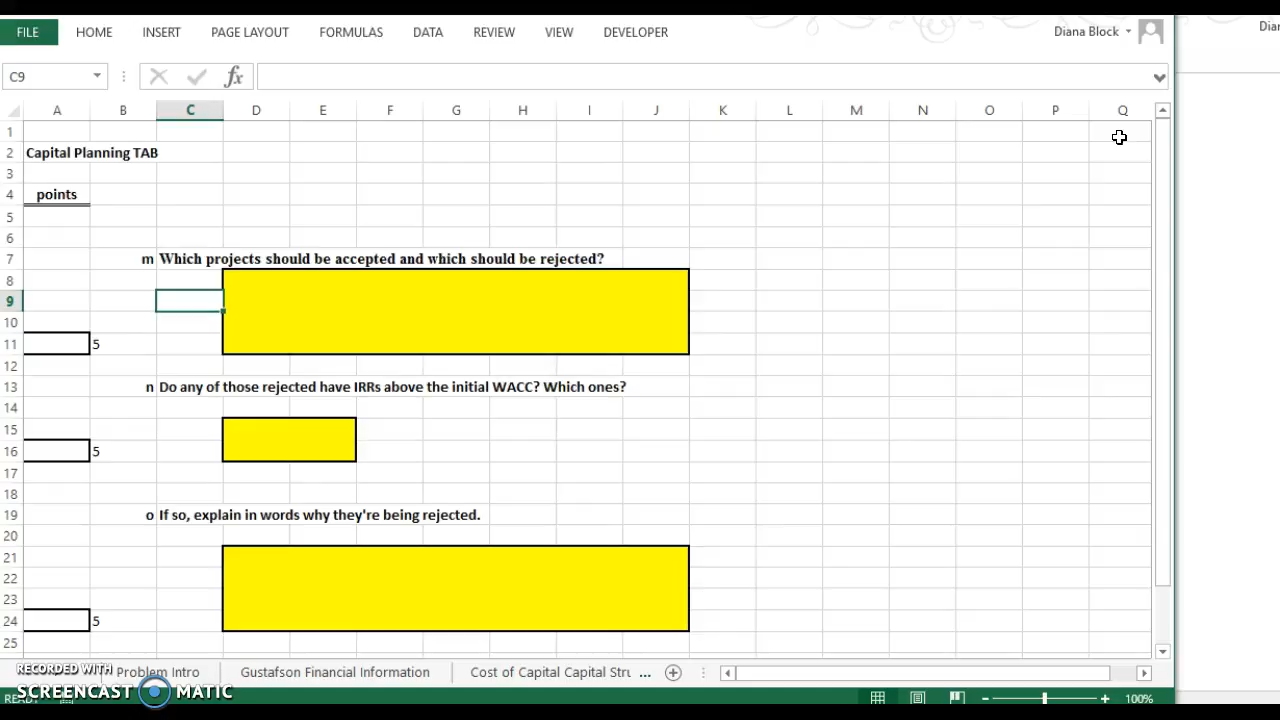 Diar
FILE HOME INSERT PAGE LAYOUT FORMULAS DATA REVIEW VIEW DEVELOPER Diana Block
C9 fx
A B C D E F G H I J K L M N O P Q
1
2 Capital Planning TAB
3
4 points
5
6
7 m Which projects should be accepted and which should be rejected?
8
9
10
11 5
12
13 n Do any of those rejected have IRRs above the initial WACC? Which ones?
14
15
16 5
17
18
19 o If so, explain in words why they're being rejected.
20
21
22
23
24 5
25
RECORDED WITH Problem Intro Gustafson Financial Information Cost of Capital Capital Stru ...
SCREENCAST MATIC
100%